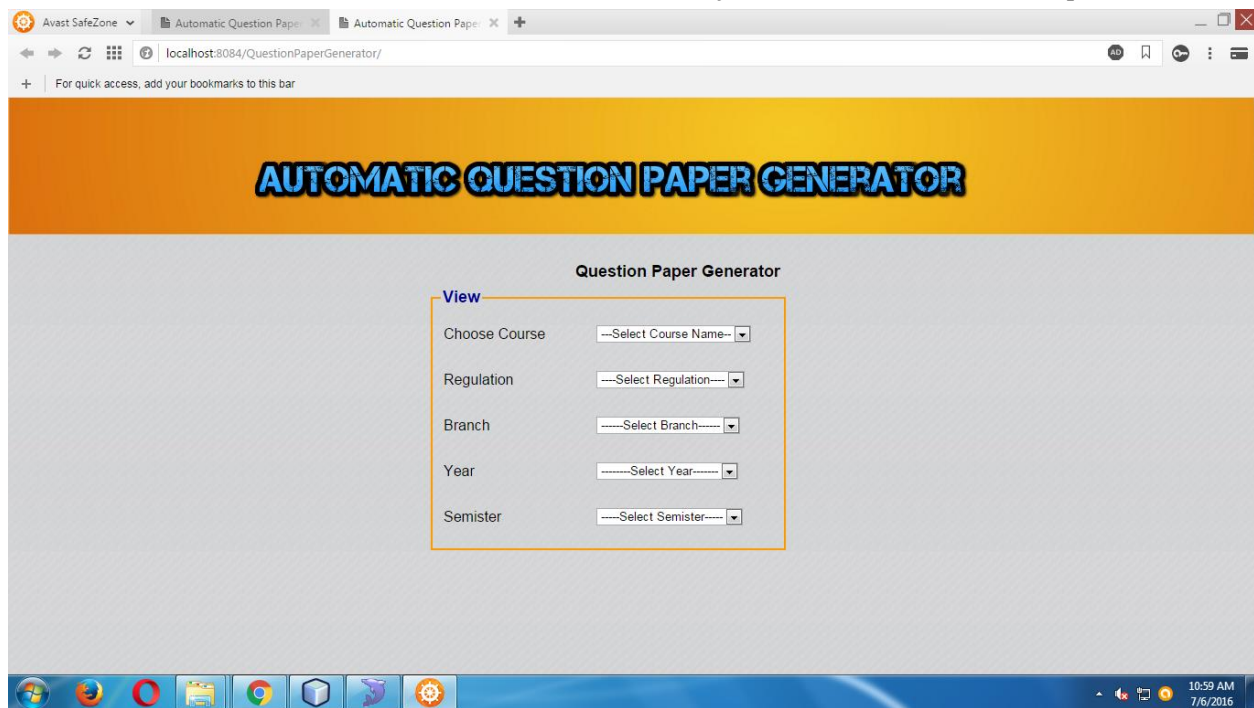 Avast SafeZone Automatic Question Paper Automatic Question Paper
localhost:8084/QuestionPaperGenerator/ AD
For quick access, add your bookmarks to this bar
AUTOMATIC QUESTION PAPER GENERATOR
Question Paper Generator
View
Choose Course ---Select Course Name--
Regulation ----Select Regulation----
Branch ------Select Branch------
Year --------Select Year-------
Semister -----Select Semister-----
10:59 AM
7/6/2016